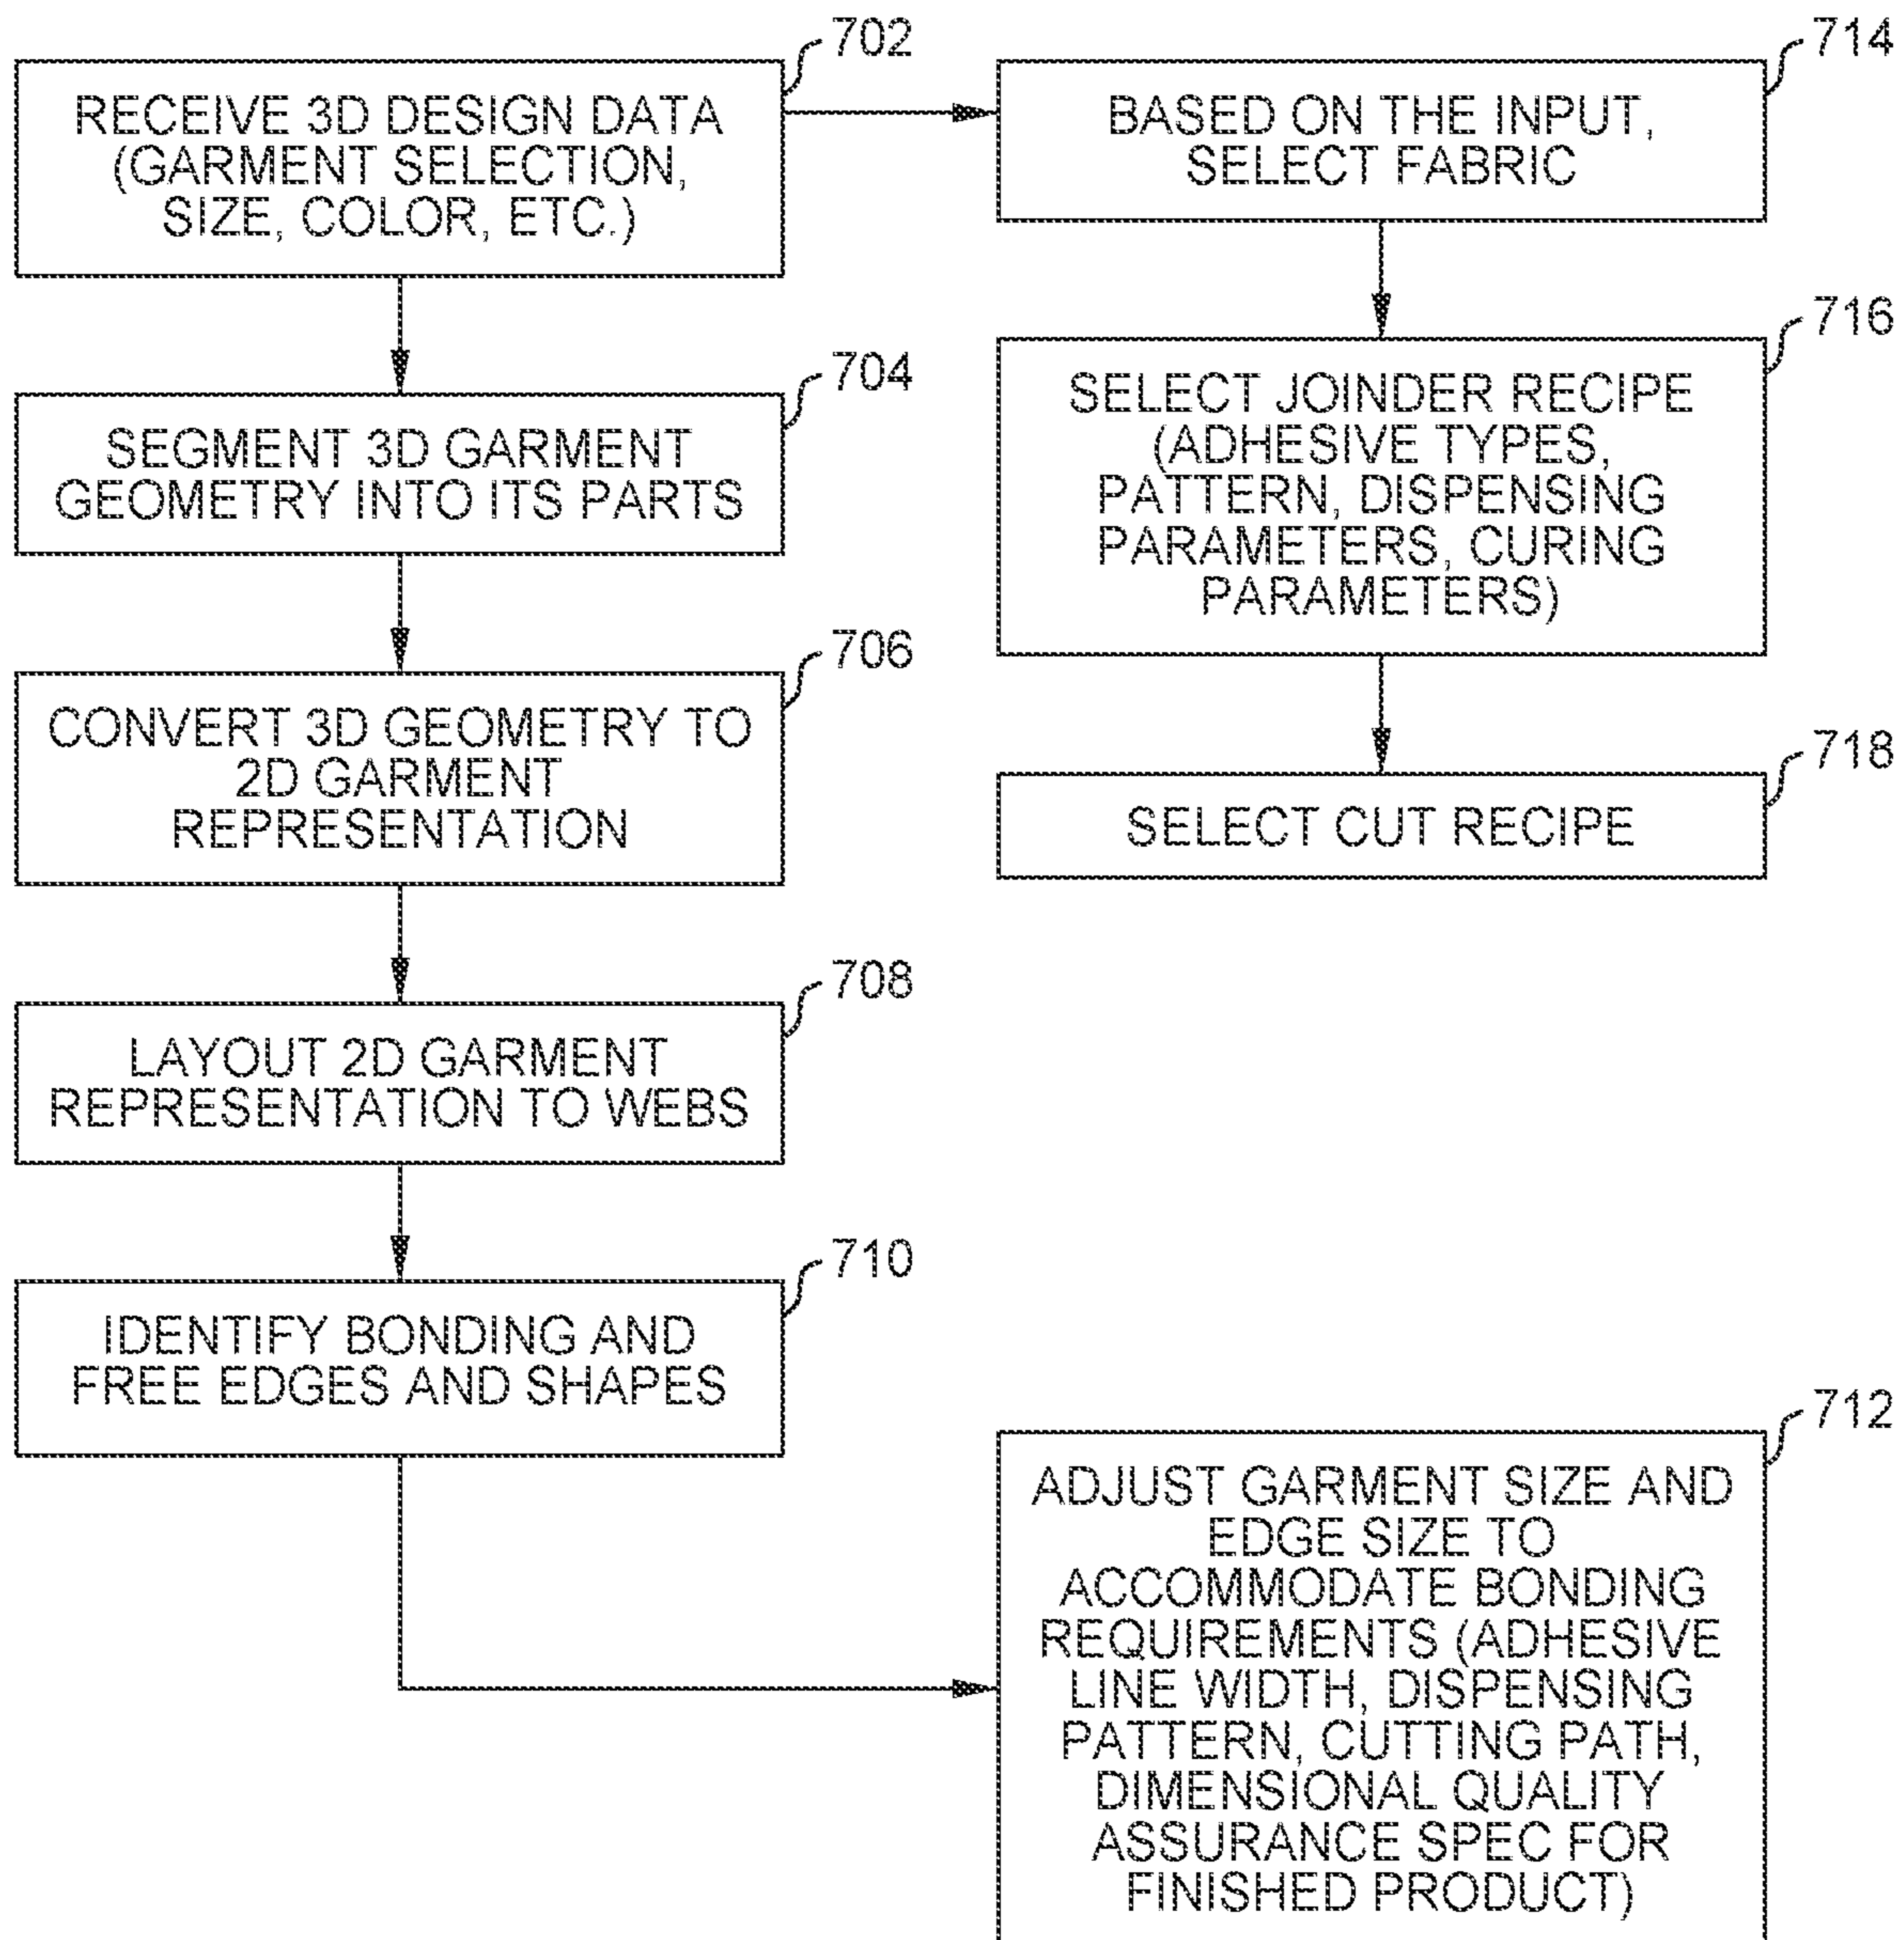 702
RECEIVE 3D DESIGN DATA
(GARMENT SELECTION,
SIZE, COLOR, ETC.)
704
SEGMENT 3D GARMENT
GEOMETRY INTO ITS PARTS
706
CONVERT 3D GEOMETRY TO
2D GARMENT
REPRESENTATION
708
LAYOUT 2D GARMENT
REPRESENTATION TO WEBS
710
IDENTIFY BONDING AND
FREE EDGES AND SHAPES
712
ADJUST GARMENT SIZE AND
EDGE SIZE TO
ACCOMMODATE BONDING
REQUIREMENTS (ADHESIVE
LINE WIDTH, DISPENSING
PATTERN, CUTTING PATH,
DIMENSIONAL QUALITY
ASSURANCE SPEC FOR
FINISHED PRODUCT)
714
BASED ON THE INPUT,
SELECT FABRIC
716
SELECT JOINDER RECIPE
(ADHESIVE TYPES,
PATTERN, DISPENSING
PARAMETERS, CURING
PARAMETERS)
718
SELECT CUT RECIPE